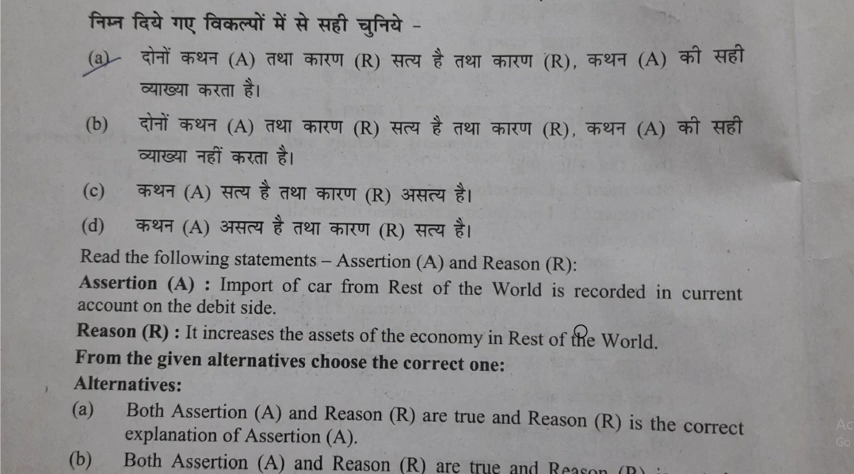 निम्न दिये गए विकल्पों में से सही चुनिये -
(a) दोनों कथन (A) तथा कारण (R) सत्य है तथा कारण (R), कथन (A) की सही
व्याख्या करता है।
(b) दोनों कथन (A) तथा कारण (R) सत्य है तथा कारण (R), कथन (A) की सही
व्याख्या नहीं करता है।
(c) कथन (A) सत्य है तथा कारण (R) असत्य है।
(d) कथन (A) असत्य है तथा कारण (R) सत्य है।
Read the following statements – Assertion (A) and Reason (R):
Assertion (A) : Import of car from Rest of the World is recorded in current
account on the debit side.
Reason (R) : It increases the assets of the economy in Rest of the World.
From the given alternatives choose the correct one:
Alternatives:
(a) Both Assertion (A) and Reason (R) are true and Reason (R) is the correct
explanation of Assertion (A).
(b) Both Assertion (A) and Reason (R) are true and Reason (R)